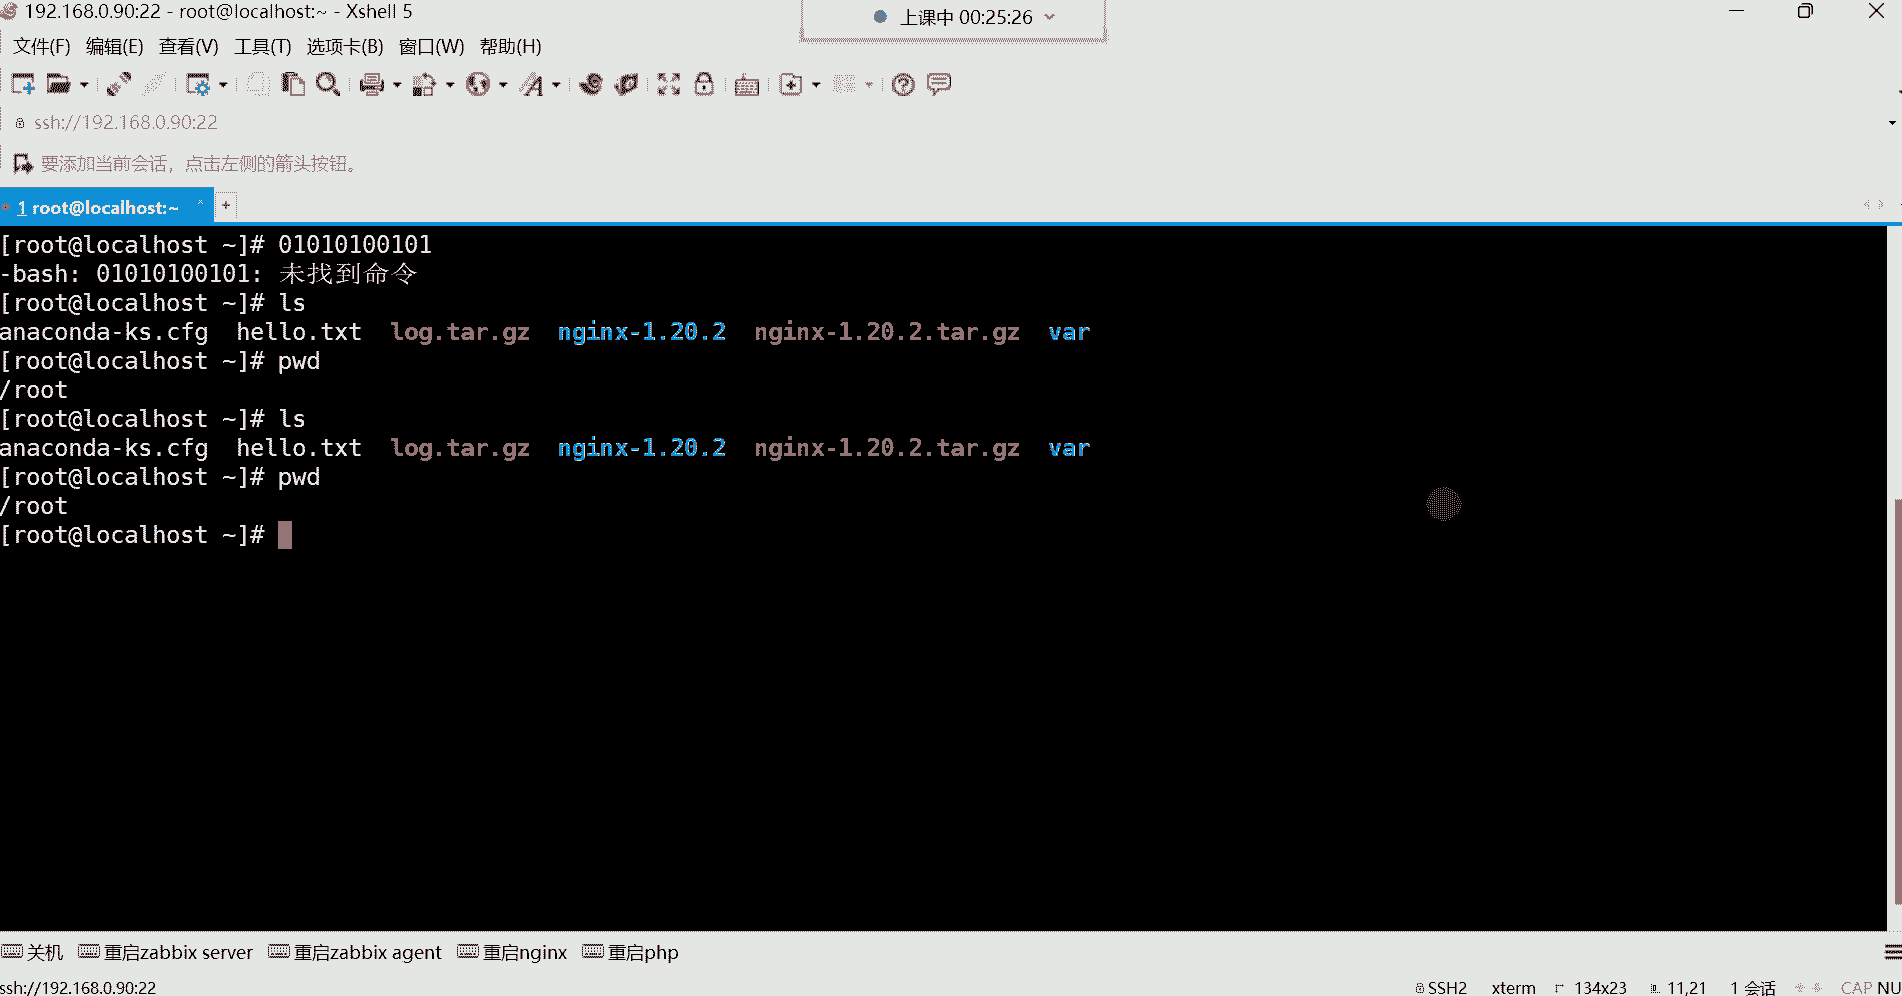 192.168.0.90:22 - root@localhost:~ - Xshell 5
上课中 00:25:26
文件(F) 编辑(E) 查看(V) 工具(T) 选项卡(B) 窗口(W) 帮助(H)
ssh://192.168.0.90:22
要添加当前会话，点击左侧的箭头按钮。
1 root@localhost:~
[root@localhost ~]# 01010100101
-bash: 01010100101: 未找到命令
[root@localhost ~]# ls
anaconda-ks.cfg hello.txt log.tar.gz nginx-1.20.2 nginx-1.20.2.tar.gz var
[root@localhost ~]# pwd
/root
[root@localhost ~]# ls
anaconda-ks.cfg hello.txt log.tar.gz nginx-1.20.2 nginx-1.20.2.tar.gz var
[root@localhost ~]# pwd
/root
[root@localhost ~]#
关机 重启zabbix server 重启zabbix agent 重启nginx 重启php
ssh://192.168.0.90:22 SSH2 xterm 134x23 11,21 1 会话 CAP NU